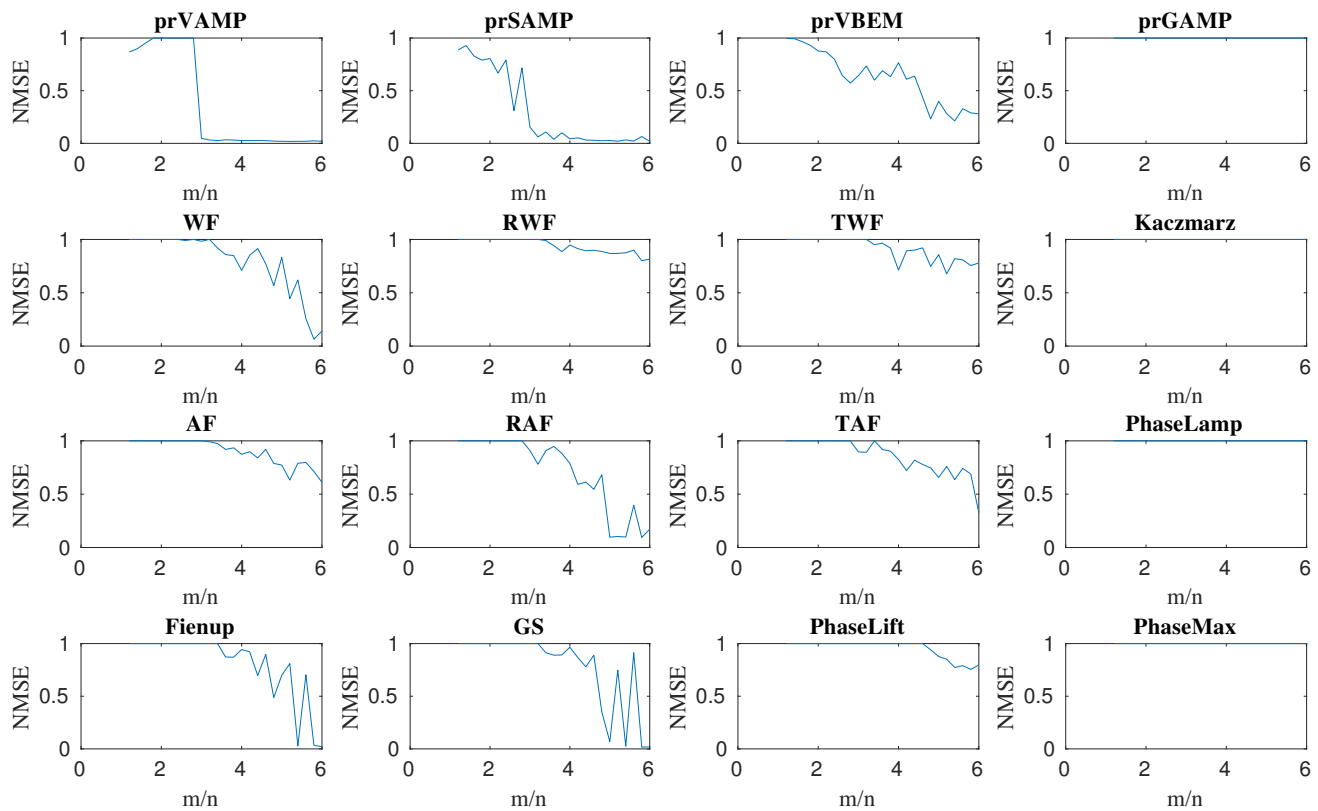 prVAMP prSAMP prVBEM prGAMP
1 1 1 1
NMSE NMSE NMSE NMSE
0.5 0.5 0.5 0.5
0 0 0 0
0 2 4 6 0 2 4 6 0 2 4 6 0 2 4 6
m/n m/n m/n m/n
WF RWF TWF Kaczmarz
1 1 1 1
NMSE NMSE NMSE NMSE
0.5 0.5 0.5 0.5
0 0 0 0
0 2 4 6 0 2 4 6 0 2 4 6 0 2 4 6
m/n m/n m/n m/n
AF RAF TAF PhaseLamp
1 1 1 1
NMSE NMSE NMSE NMSE
0.5 0.5 0.5 0.5
0 0 0 0
0 2 4 6 0 2 4 6 0 2 4 6 0 2 4 6
m/n m/n m/n m/n
Fienup GS PhaseLift PhaseMax
1 1 1 1
NMSE NMSE NMSE NMSE
0.5 0.5 0.5 0.5
0 0 0 0
0 2 4 6 0 2 4 6 0 2 4 6 0 2 4 6
m/n m/n m/n m/n